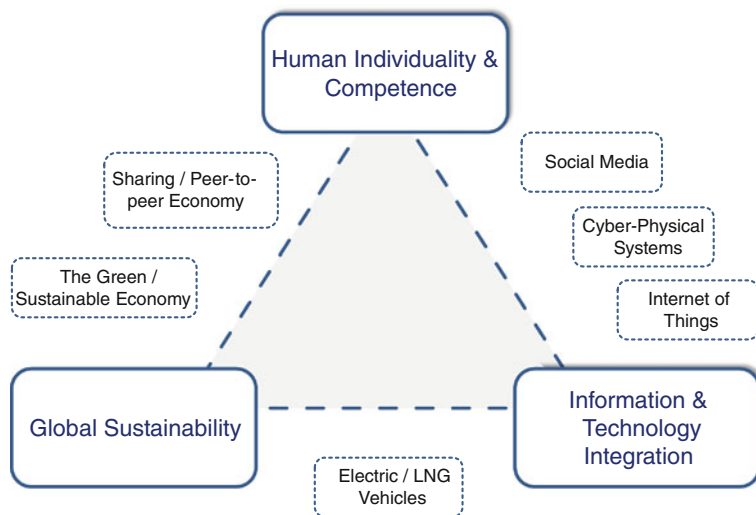 Human Individuality &
Competence
Social Media
Sharing / Peer-to-
peer Economy
Cyber-Physical
Systems
The Green /
Sustainable Economy
Internet of
Things
Global Sustainability
Information &
Technology
Integration
Electric / LNG
Vehicles